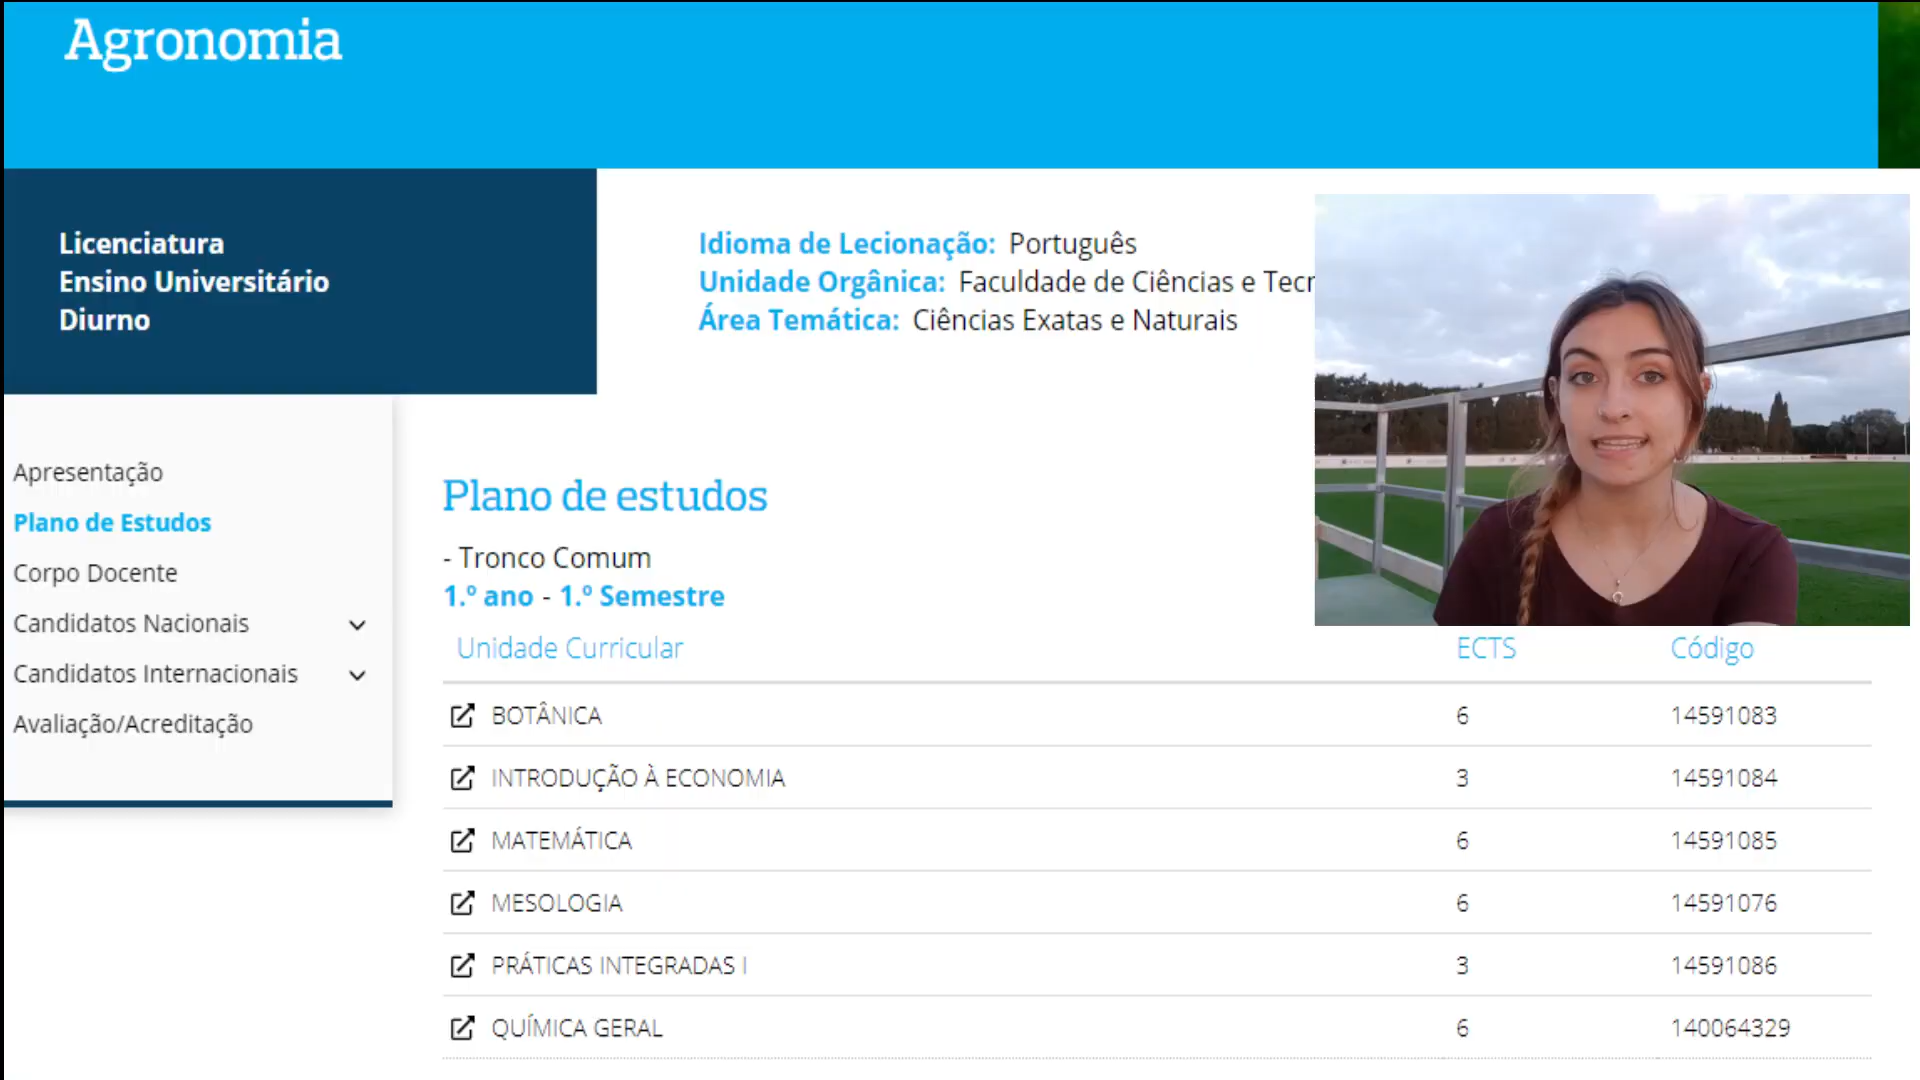 Agronomia
Licenciatura
Ensino Universitário
Diurno
Idioma de Lecionação: Português
Unidade Orgânica: Faculdade de Ciências e
Área Temática: Ciências Exatas e Naturais
Apresentação
Plano de Estudos
Corpo Docente
Candidatos Nacionais
Candidatos Internacionais
Avaliação/Acreditação
Plano de estudos
- Tronco Comum
1.º ano - 1.º Semestre
Unidade Curricular ECTS Código
BOTÂNICA 6 14591083
INTRODUÇÃO À ECONOMIA 3 14591084
MATEMÁTICA 6 14591085
MESOLOGIA 6 14591076
PRÁTICAS INTEGRADAS I 3 14591086
QUÍMICA GERAL 6 140064329